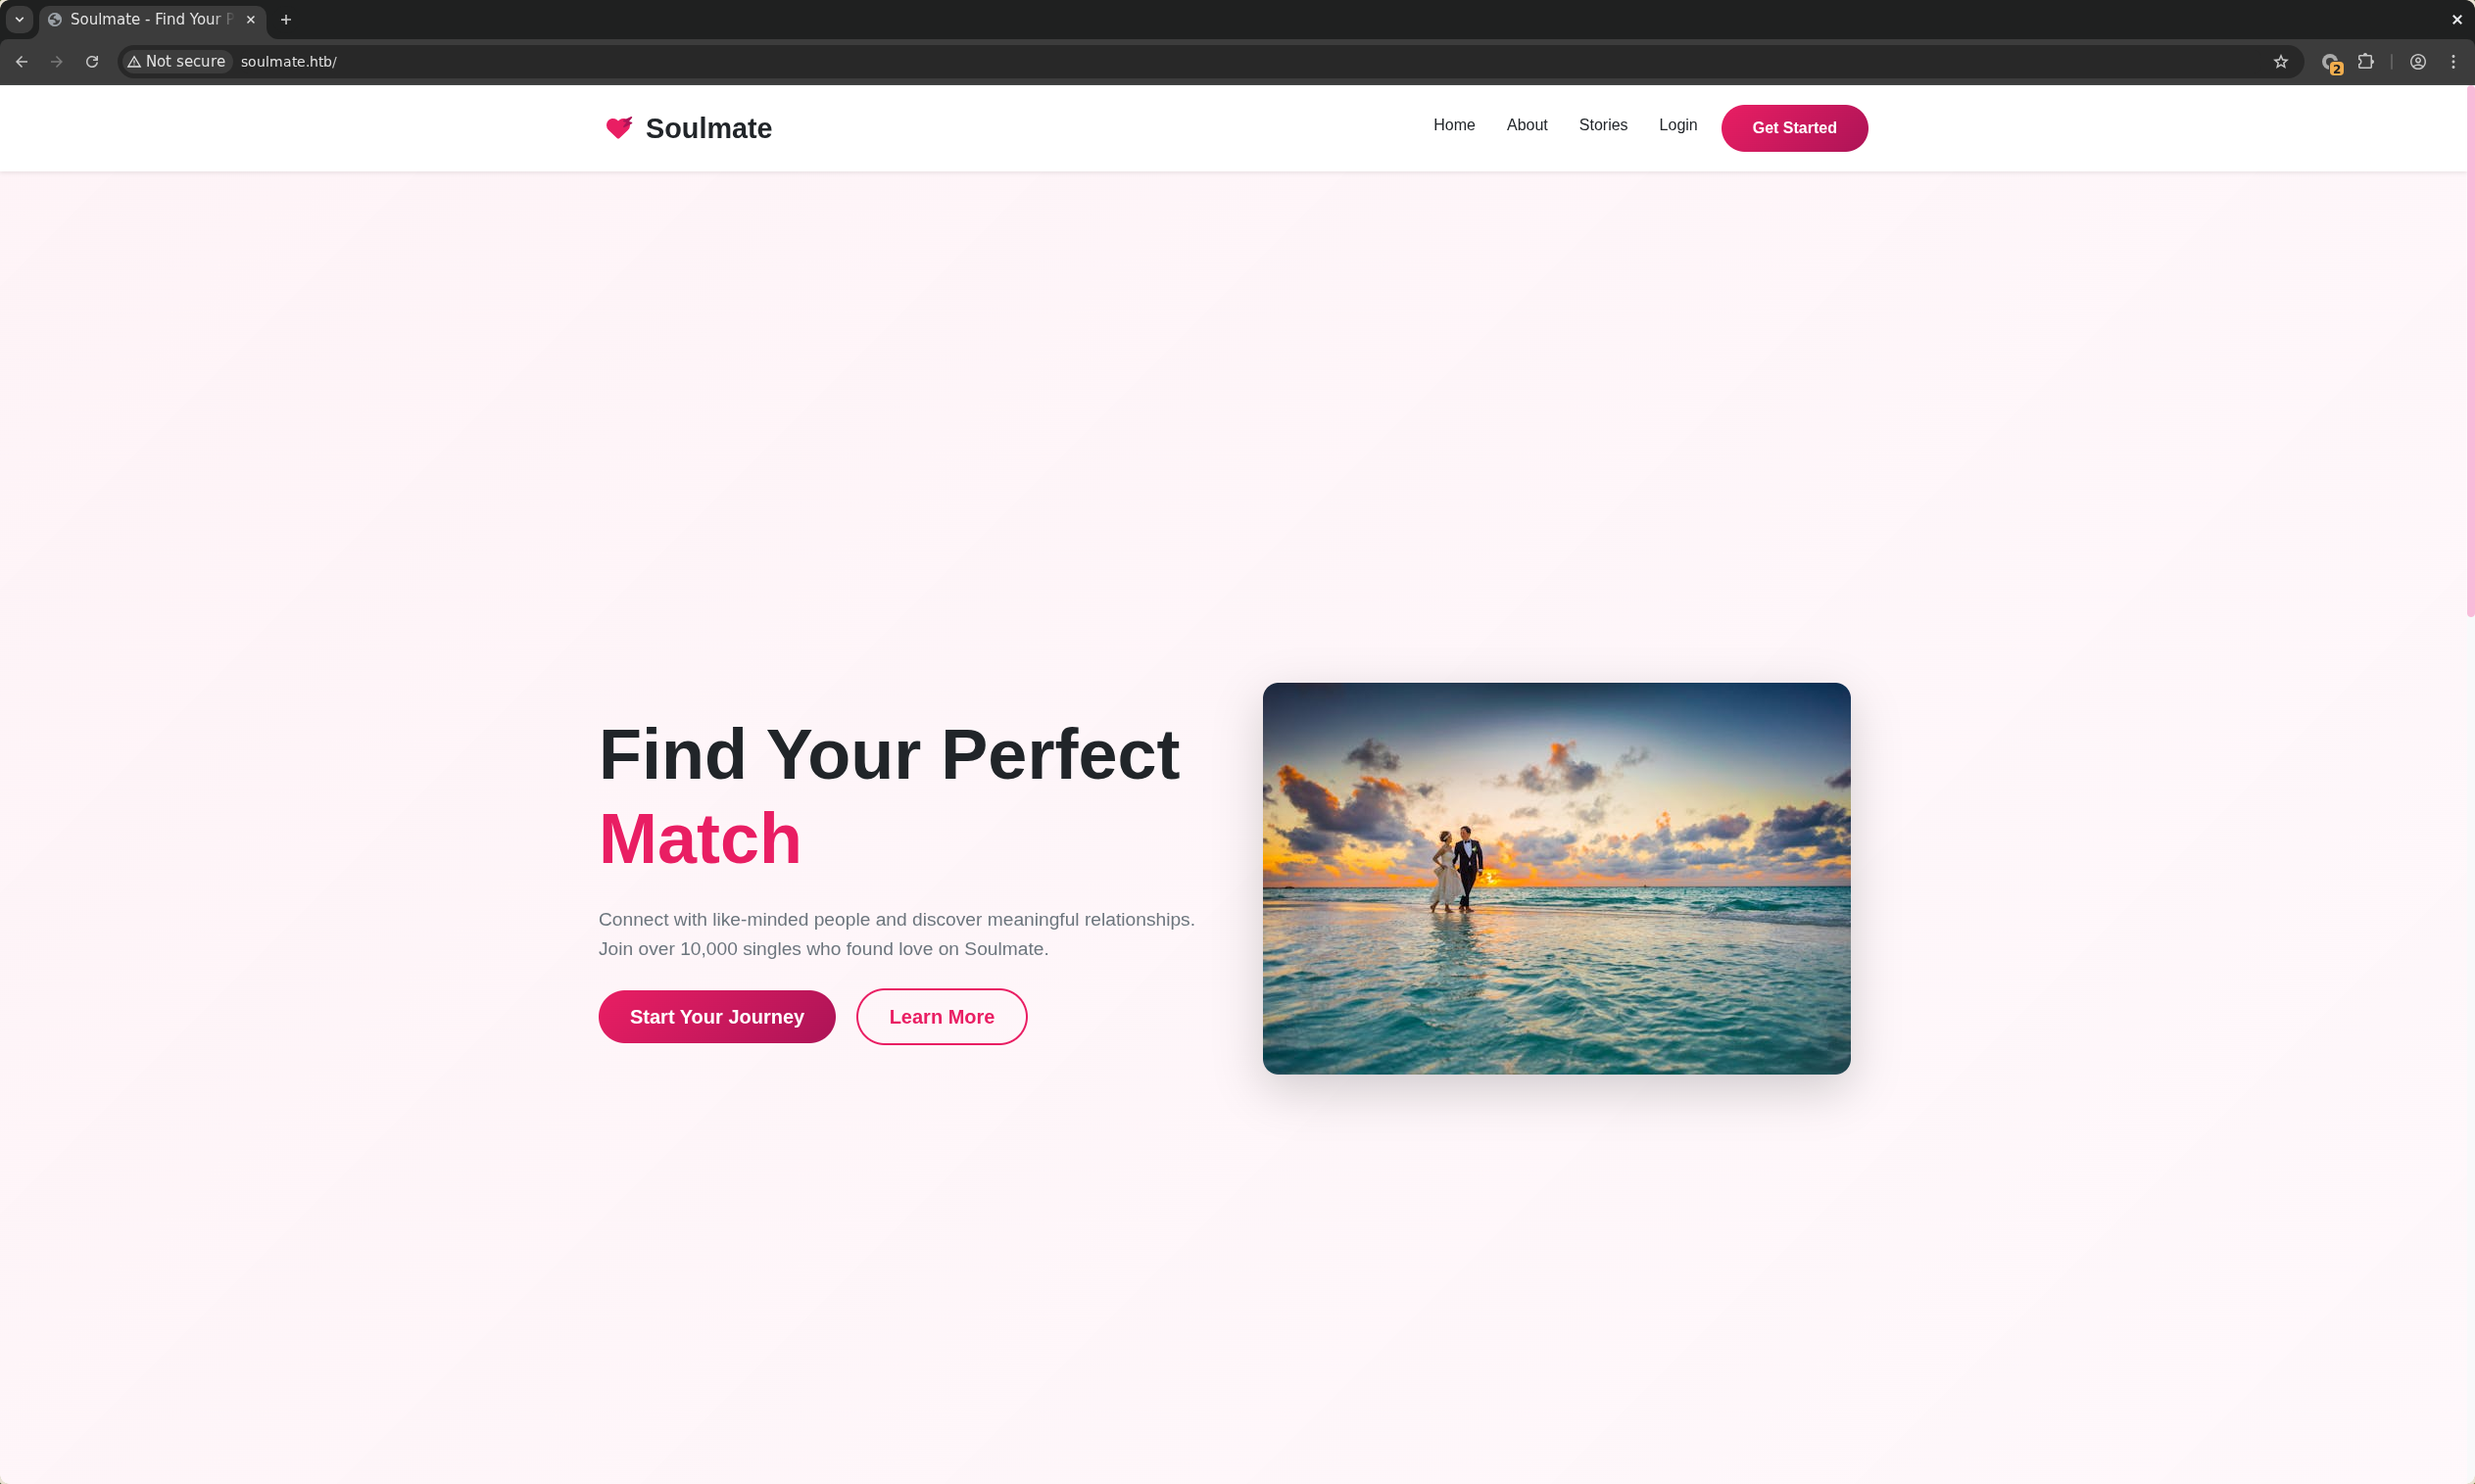 Soulmate - Find Your P
Not secure
soulmate.htb/
2
Soulmate
Home
About
Stories
Login
Get Started
Find Your Perfect
Match
Connect with like-minded people and discover meaningful relationships.
Join over 10,000 singles who found love on Soulmate.
Start Your Journey
Learn More